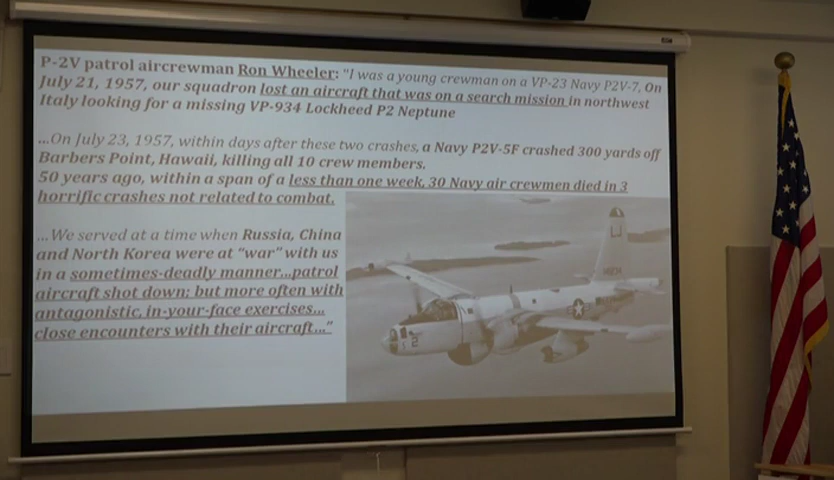 P-2V patrol aircrewman Ron Wheeler: "I was a young crewman on a VP-23 Navy P2V-7, On
July 21, 1957, our squadron lost an aircraft that was on a search mission in northwest
Italy looking for a missing VP-934 Lockheed P2 Neptune
...On July 23, 1957, within days after these two crashes, a Navy P2V-5F crashed 300 yards off
Barbers Point, Hawaii, killing all 10 crew members.
50 years ago, within a span of a less than one week, 30 Navy air crewmen died in 3
horrific crashes not related to combat.
...We served at a time when Russia, China
and North Korea were at "war" with us
in a sometimes-deadly manner...patrol
aircraft shot down; but more often with
antagonistic, in-your-face exercises...
close encounters with their aircraft..."
LJ
2